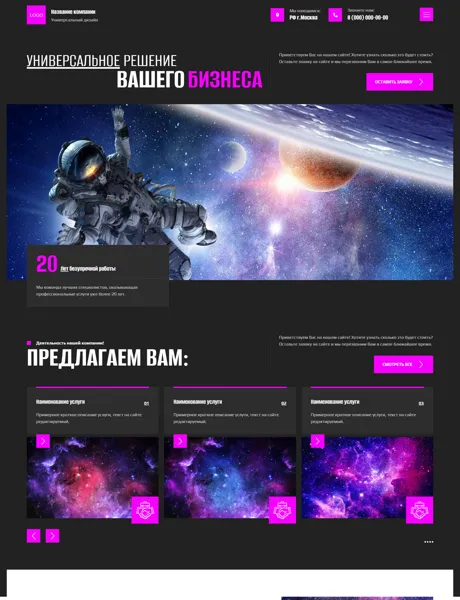 LOGO
Название компании
Универсальный дизайн
Мы находимся:
РФ г.Москва
Звоните нам:
8 (000) 000-00-00
УНИВЕРСАЛЬНОЕ РЕШЕНИЕ
ВАШЕГО БИЗНЕСА
Приветствуем Вас на нашем сайте! Хотите узнать сколько это будет стоить?
Оставьте заявку на сайте и мы перезвоним Вам в самое ближайшее время.
ОСТАВИТЬ ЗАЯВКУ
20 Лет безупречной работы
Мы команда лучших специалистов, оказывающая
профессиональные услуги уже более 20 лет.
Деятельность нашей компании!
ПРЕДЛАГАЕМ ВАМ:
Приветствуем Вас на нашем сайте! Хотите узнать сколько это будет стоить?
Оставьте заявку на сайте и мы перезвоним Вам в самое ближайшее время.
СМОТРЕТЬ ВСЕ
Наименование услуги 01
Примерное краткое описание услуги, текст на сайте
редактируемый.
Наименование услуги 02
Примерное краткое описание услуги, текст на сайте
редактируемый.
Наименование услуги 03
Примерное краткое описание услуги, текст на сайте
редактируемый.